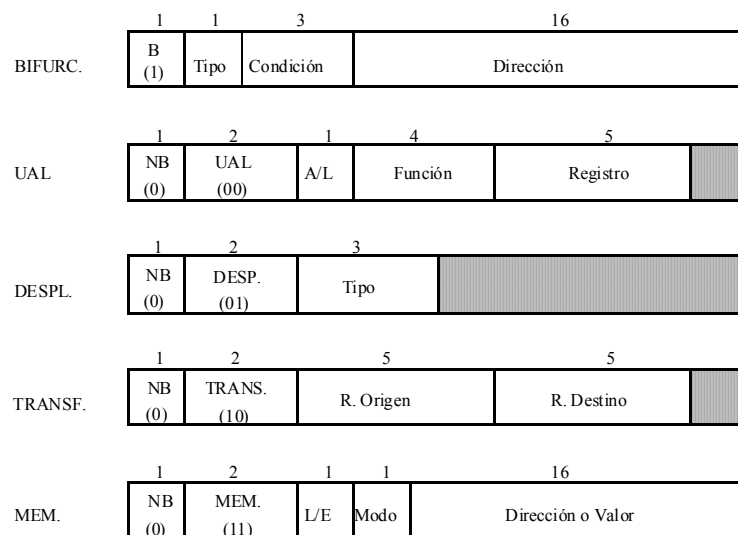 1 1 3 16
BIFURC. B (1) Tipo Condición Dirección
1 2 1 4 5
UAL NB (0) UAL (00) A/L Función Registro
1 2 3
DESPL. NB (0) DESP. (01) Tipo
1 2 5 5
TRANSF. NB (0) TRANS. (10) R. Origen R. Destino
1 2 1 1 16
MEM. NB (0) MEM. (11) L/E Modo Dirección o Valor